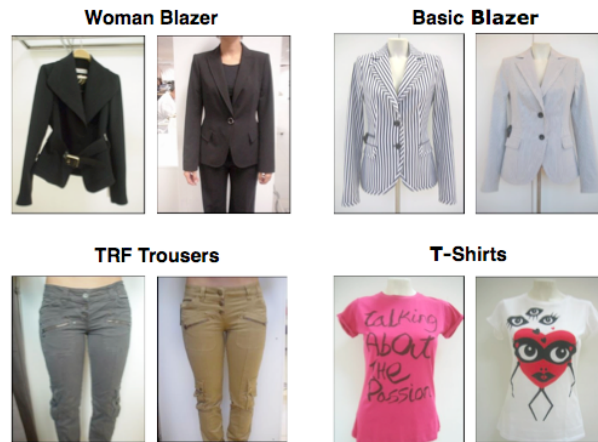 Woman Blazer
Basic Blazer
TRF Trousers
T-Shirts
talking
AbOut
THe
Passion